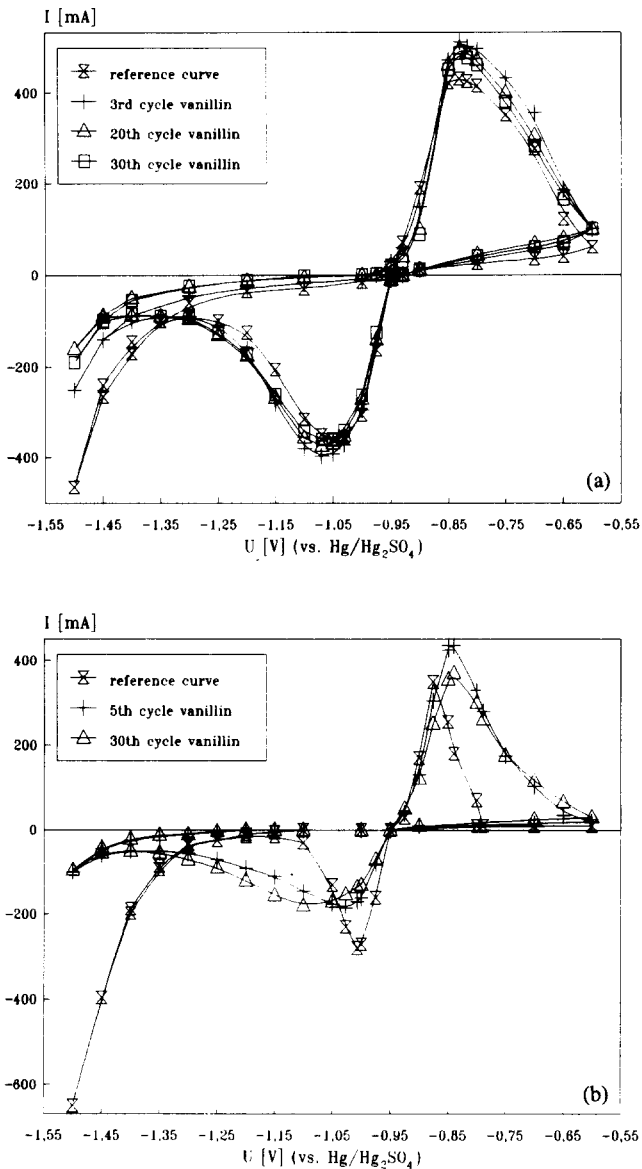 I [mA]
reference curve
3rd cycle vanillin
20th cycle vanillin
30th cycle vanillin
400
200
0
-200
-400
(a)
-1,55 -1,45 -1,35 -1,25 -1,15 -1,05 -0,95 -0,85 -0,75 -0,65 -0,55
U [V] (vs. Hg/Hg₂SO₄)
I [mA]
reference curve
5th cycle vanillin
30th cycle vanillin
400
200
0
-200
-400
-600
(b)
-1,55 -1,45 -1,35 -1,25 -1,15 -1,05 -0,95 -0,85 -0,75 -0,65 -0,55
U [V] (vs. Hg/Hg₂SO₄)